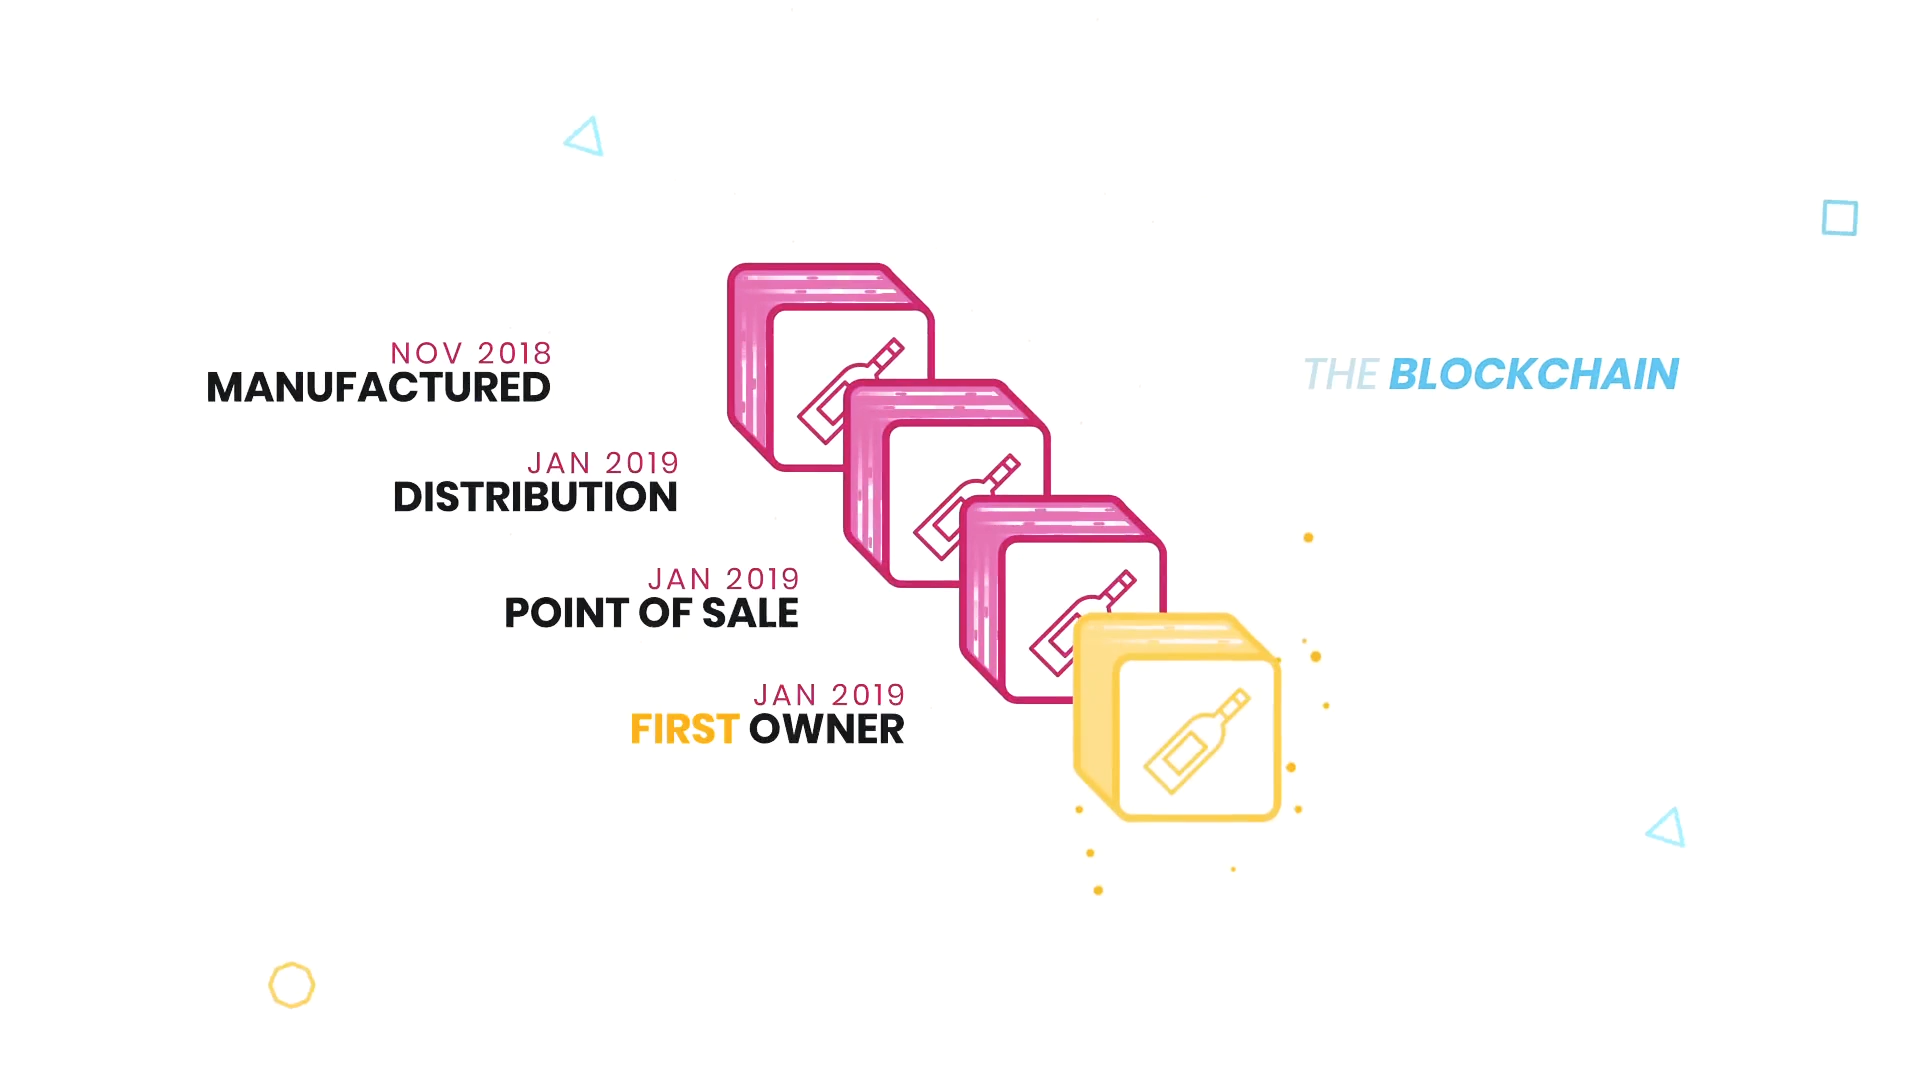 NOV 2018
MANUFACTURED
THE BLOCKCHAIN
JAN 2019
DISTRIBUTION
JAN 2019
POINT OF SALE
JAN 2019
FIRST OWNER